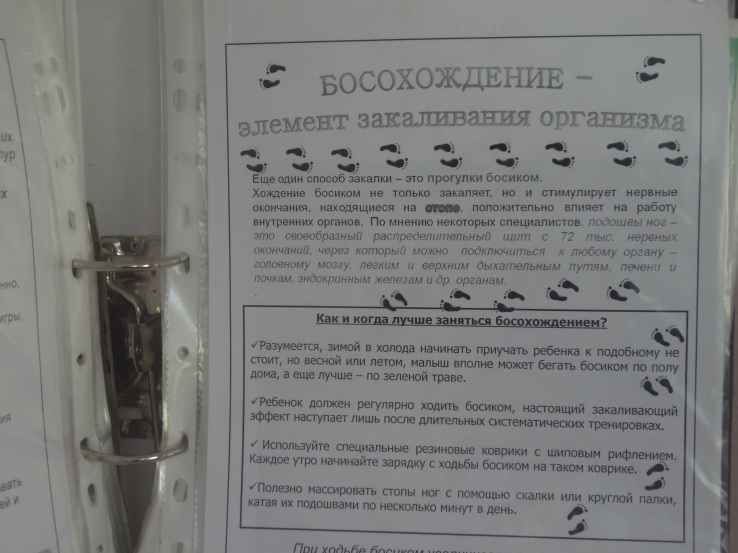 их
тур
х
нно,
игры,
ия
вать
ей и
БОСОХОЖДЕНИЕ –
элемент закаливания организма
Еще один способ закалки – это прогулки босиком.
Хождение босиком не только закаляет, но и стимулирует нервные
окончания, находящиеся на стопе, положительно влияет на работу
внутренних органов. По мнению некоторых специалистов, подошвы ног –
это своеобразный распределительный щит с 72 тыс. нервных
окончаний, через который можно подключиться к любому органу –
головному мозгу, легким и верхним дыхательным путям, печени и
почкам, эндокринным железам и др. органам.
Как и когда лучше заняться босохождением?
✓Разумеется, зимой в холода начинать приучать ребенка к подобному не
стоит, но весной или летом, малыш вполне может бегать босиком по полу
дома, а еще лучше – по зеленой траве.
✓Ребенок должен регулярно ходить босиком, настоящий закаливающий
эффект наступает лишь после длительных систематических тренировках.
✓ Используйте специальные резиновые коврики с шиповым рифлением.
Каждое утро начинайте зарядку с ходьбы босиком на таком коврике.
✓Полезно массировать стопы ног с помощью скалки или круглой палки,
катая их подошвами по несколько минут в день.
При ходьбе босиком